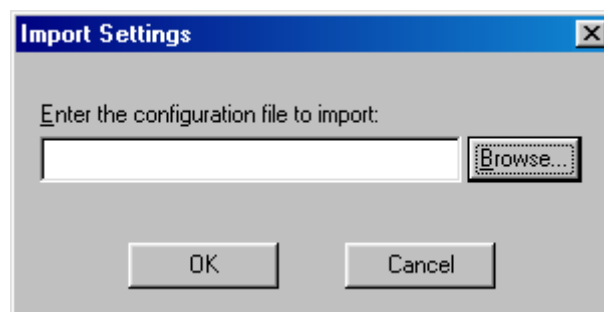 Import Settings
Enter the configuration file to import:
Browse...
OK
Cancel